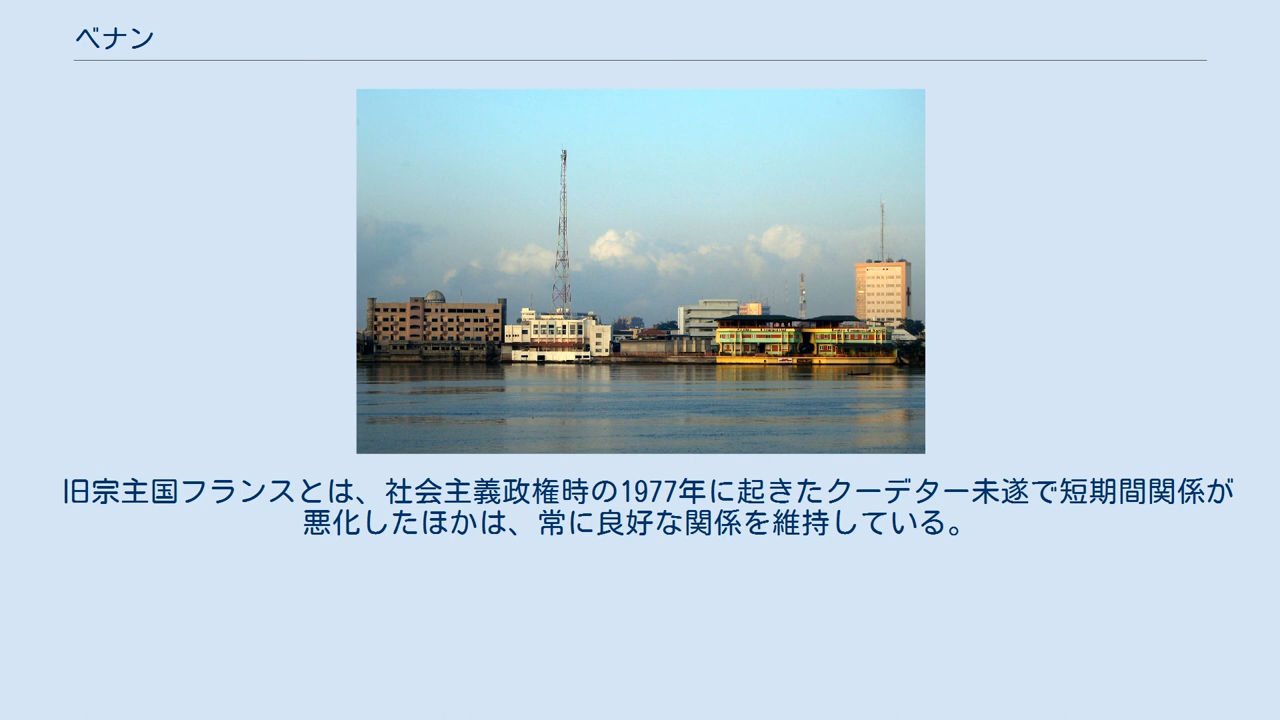 ベナン
旧宗主国フランスとは、社会主義政権時の1977年に起きたクーデター未遂で短期間関係が
悪化したほかは、常に良好な関係を維持している。